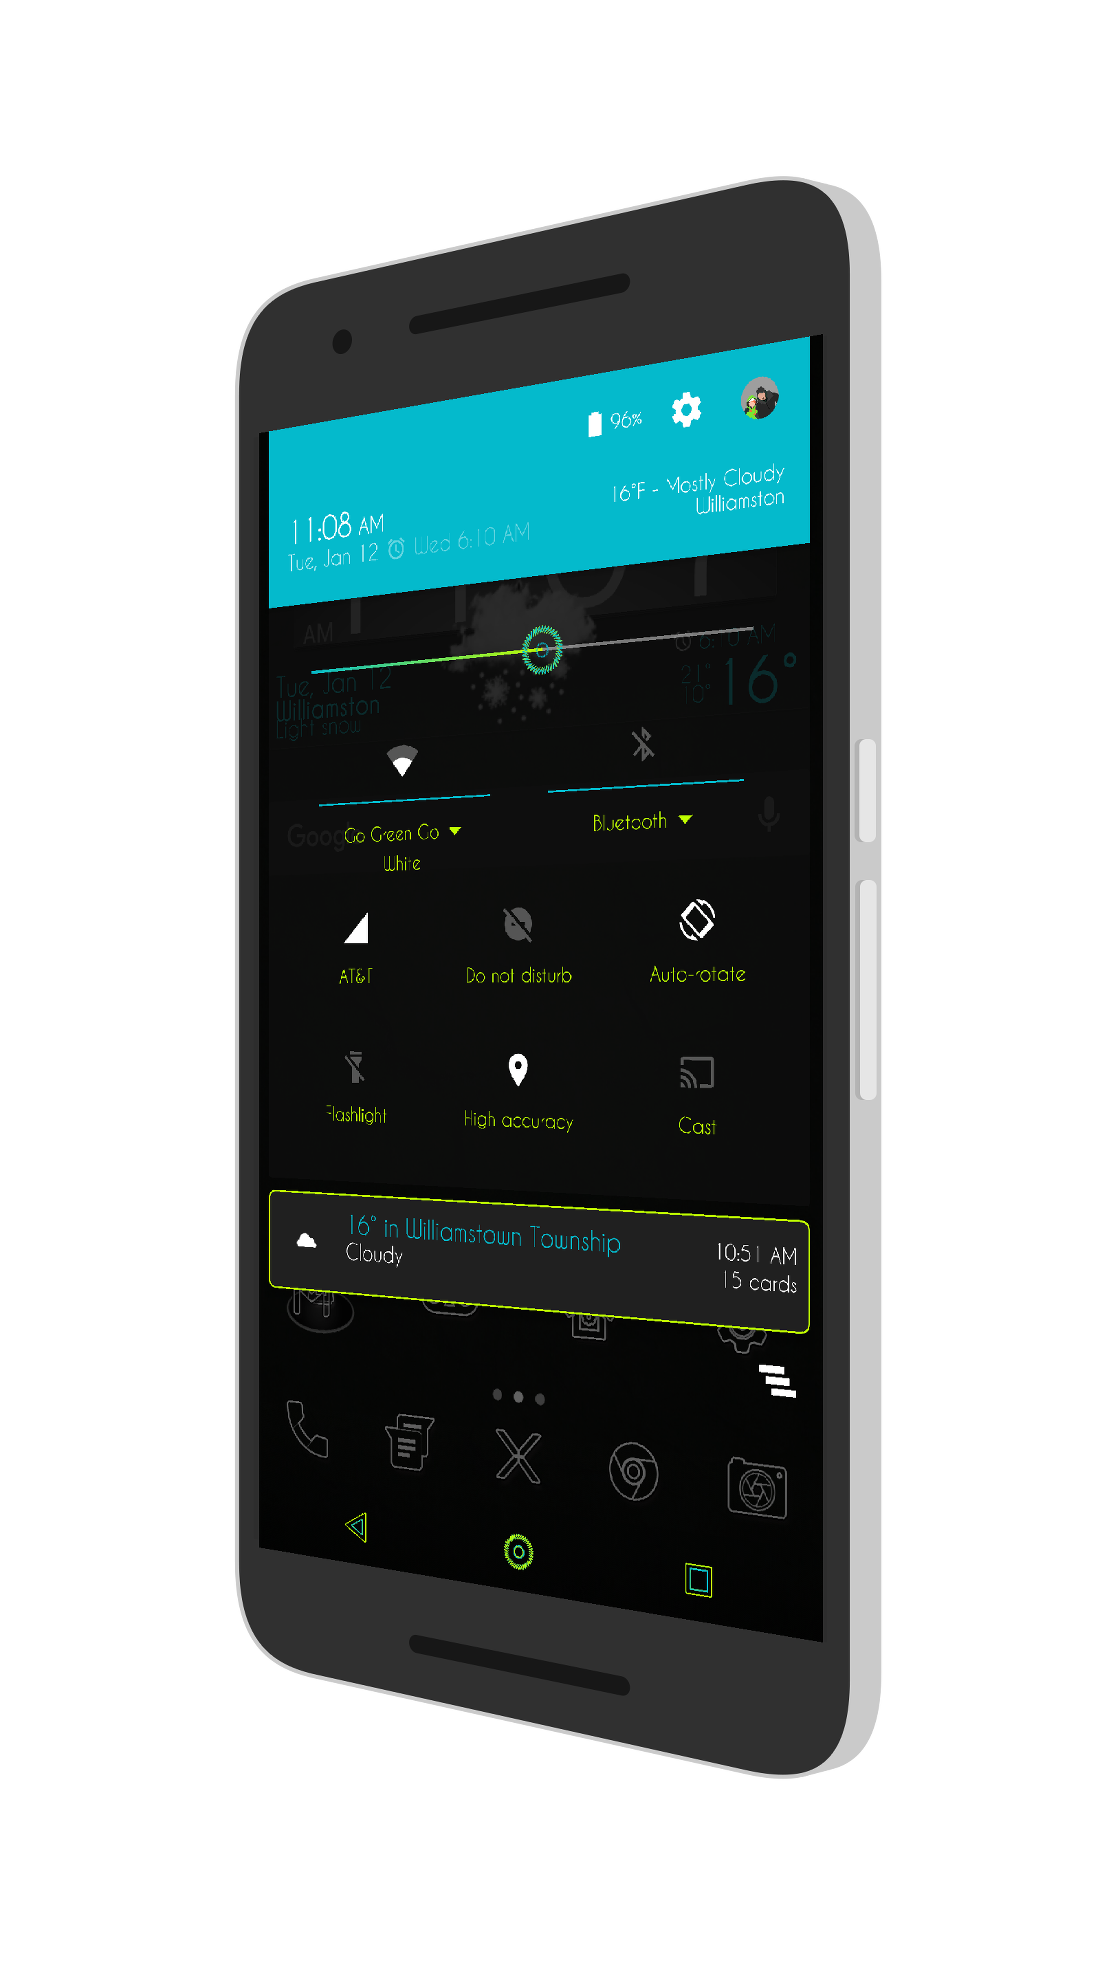 96%
16°F - Mostly Cloudy
Williamston
11:08 AM
Tue, Jan 12 Wed 6:10 AM
AM
Tue, Jan 12
Williamston
Light snow
21°
10°
16°
Go Green Go
White
Bluetooth
AT&T
Do not disturb
Auto-rotate
Flashlight
High accuracy
Cast
16° in Williamstown Township
Cloudy
10:51 AM
15 cards